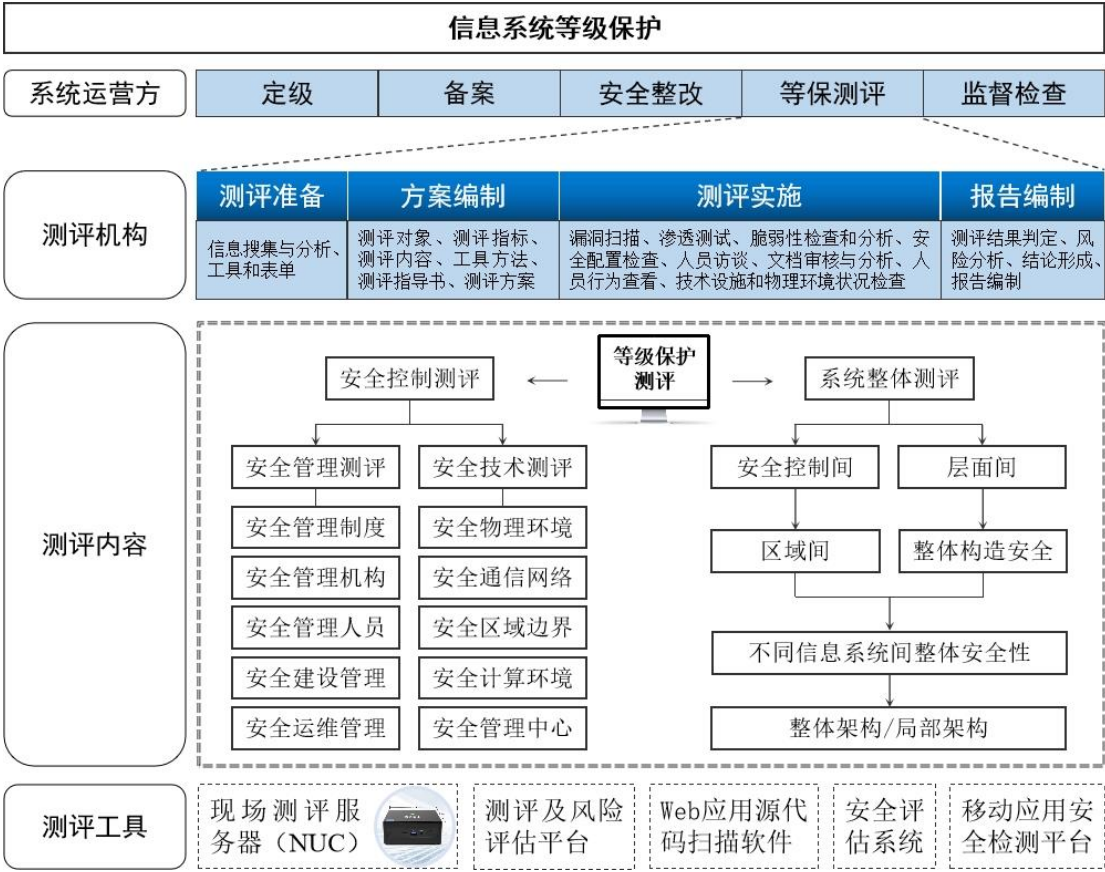 信息系统等级保护
系统运营方
定级
备案
安全整改
等保测评
监督检查
测评机构
测评准备
方案编制
测评实施
报告编制
信息搜集与分析、
工具和表单
测评对象、测评指标、
测评内容、工具方法、
测评指导书、测评方案
漏洞扫描、渗透测试、脆弱性检查和分析、安
全配置检查、人员访谈、文档审核与分析、人
员行为查看、技术设施和物理环境状况检查
测评结果判定、风
险分析、结论形成、
报告编制
测评内容
等级保护
测评
安全控制测评
系统整体测评
安全管理测评
安全技术测评
安全控制间
层面间
安全管理制度
安全物理环境
区域间
整体构造安全
安全管理机构
安全通信网络
安全管理人员
安全区域边界
不同信息系统间整体安全性
安全建设管理
安全计算环境
安全运维管理
安全管理中心
整体架构/局部架构
测评工具
现场测评服
务器（NUC）
测评及风险
评估平台
Web应用源代
码扫描软件
安全评
估系统
移动应用安
全检测平台